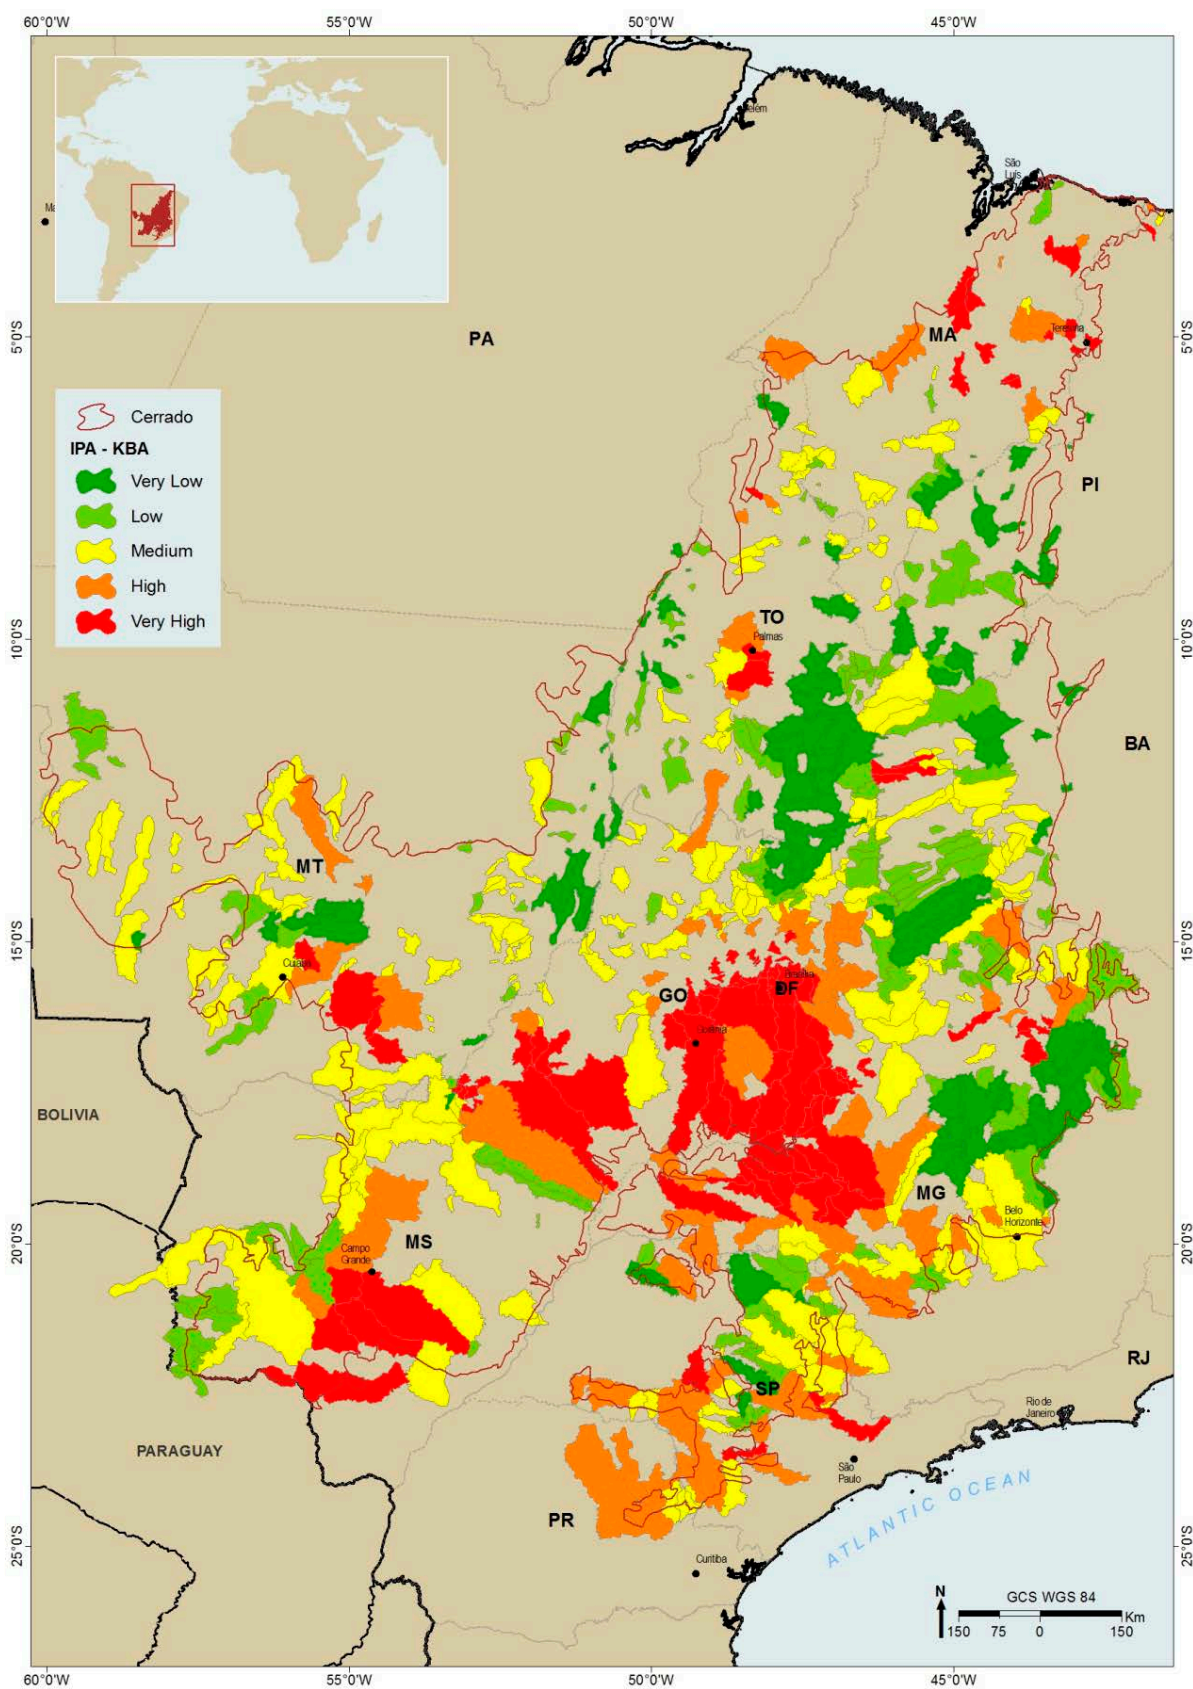 60°0'W 55°0'W 50°0'W 45°0'W
elém
São
Luís
Ma
5°0'S
PA
MA
Teresina
5°0'S
Cerrado
IPA - KBA
Very Low
Low
Medium
High
Very High
PI
TO
Palmas
10°0'S
10°0'S
BA
MT
15°0'S
Cuiabá
Brasília
DF
GO
Goiânia
15°0'S
BOLIVIA
MG
Belo
Horizonte
MS
Campo
Grande
20°0'S
20°0'S
RJ
SP
Rio de
Janeiro
PARAGUAY
São
Paulo
ATLANTIC OCEAN
PR
25°0'S
Curitiba
25°0'S
N
GCS WGS 84
Km
150 75 0 150
60°0'W 55°0'W 50°0'W 45°0'W